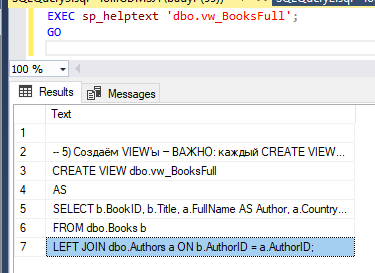 EXEC sp_helptext 'dbo.vw_BooksFull';
GO
100 %
Results
Messages
Text
1
2 -- 5) Создаём VIEW'ы — ВАЖНО: каждый CREATE VIEW...
3 CREATE VIEW dbo.vw_BooksFull
4 AS
5 SELECT b.BookID, b.Title, a.FullName AS Author, a.Country...
6 FROM dbo.Books b
7 LEFT JOIN dbo.Authors a ON b.AuthorID = a.AuthorID;